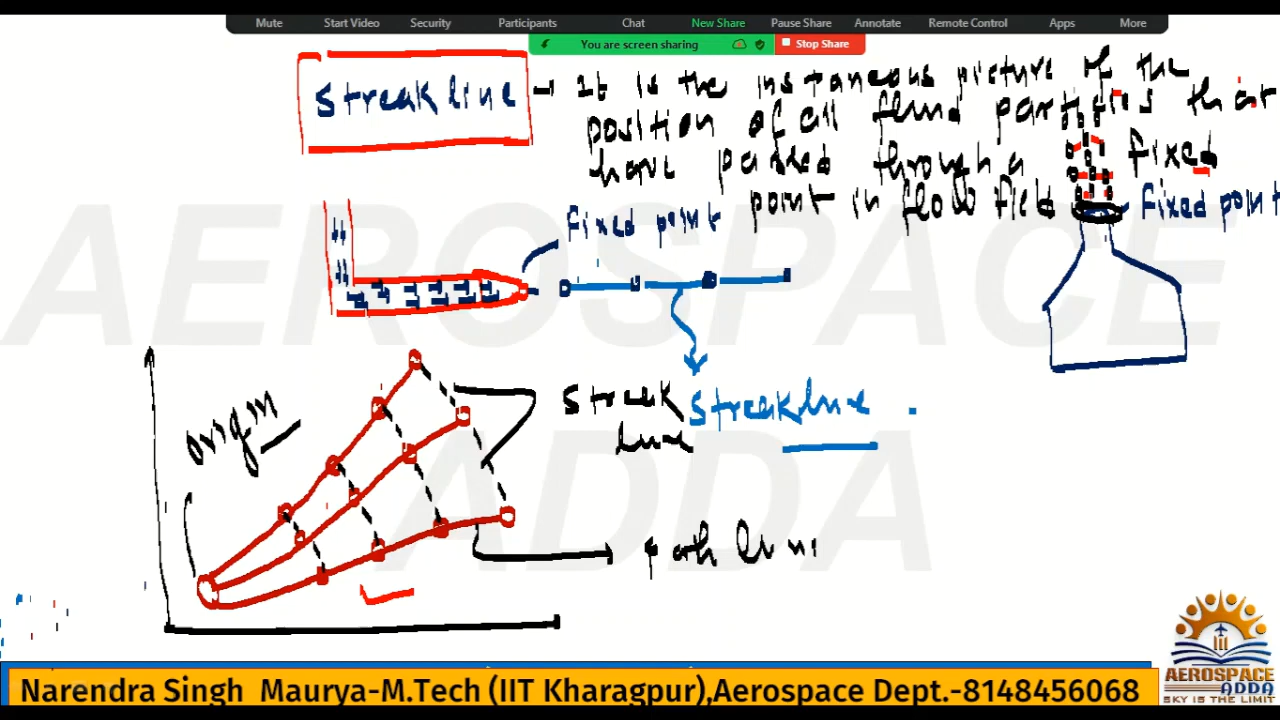 Mute Start Video Security Participants Chat New Share Pause Share Annotate Remote Control Apps More
You are screen sharing Stop Share
Streakline - It is the instaneous picture of the
position of all fluid particles that
have passed through a fixed
point in flow field
fixed point
fixed point
origin
Streak
line
streakline .
path line
AEROSPACE
ADDA
Narendra Singh Maurya-M.Tech (IIT Kharagpur),Aerospace Dept.-8148456068
AEROSPACE
ADDA
SKY IS THE LIMIT